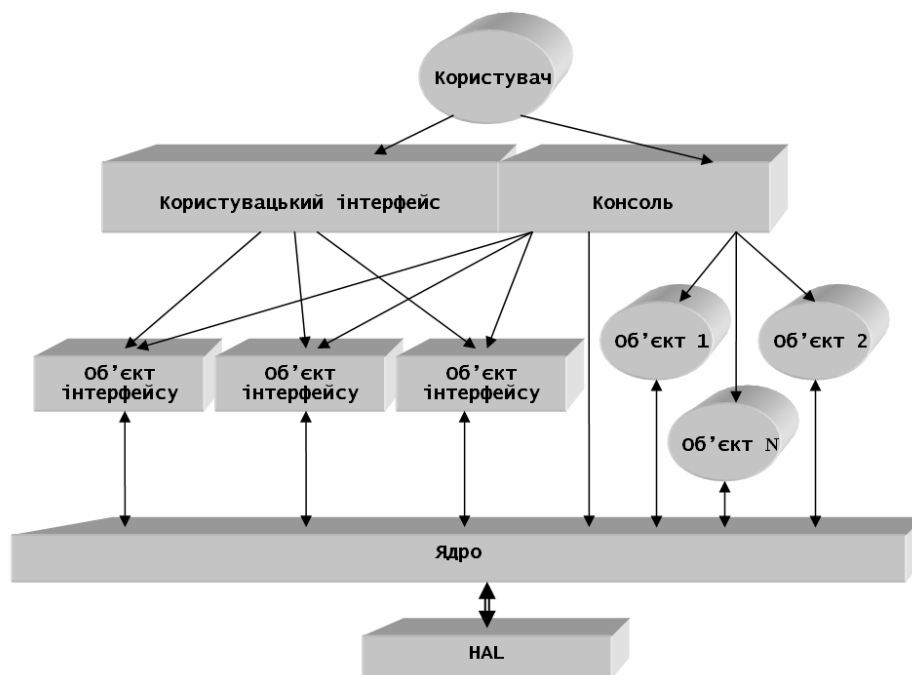 Користувач
Користувацький інтерфейс
Консоль
Об’єкт 1
Об’єкт 2
Об’єкт
інтерфейсу
Об’єкт
інтерфейсу
Об’єкт
інтерфейсу
Об’єкт N
Ядро
HAL